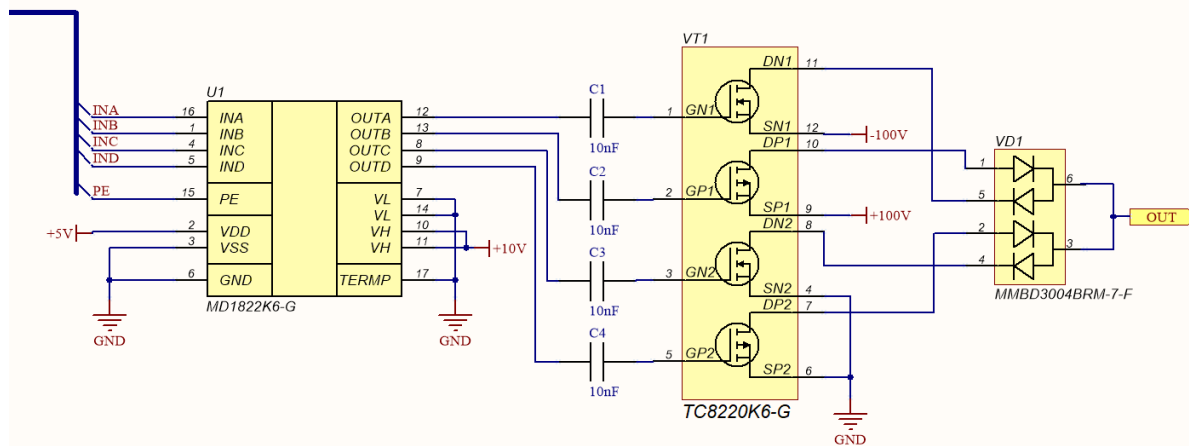 U1
MD1822K6-G
INA
INB
INC
IND
PE
+5V
16 INA
1 INB
4 INC
5 IND
15 PE
2 VDD
3 VSS
6 GND
GND
OUTA 12
OUTB 13
OUTC 8
OUTD 9
VL 7
VL 14
VH 10
VH 11
+10V
TERMP 17
GND
C1
10nF
C2
10nF
C3
10nF
C4
10nF
VT1
1 GN1
2 GP1
3 GN2
5 GP2
DN1 11
SN1 12
-100V
DP1 10
SP1 9
+100V
DN2 8
SN2 4
DP2 7
SP2 6
TC8220K6-G
GND
VD1
1
5
2
4
6
3
MMBD3004BRM-7-F
OUT